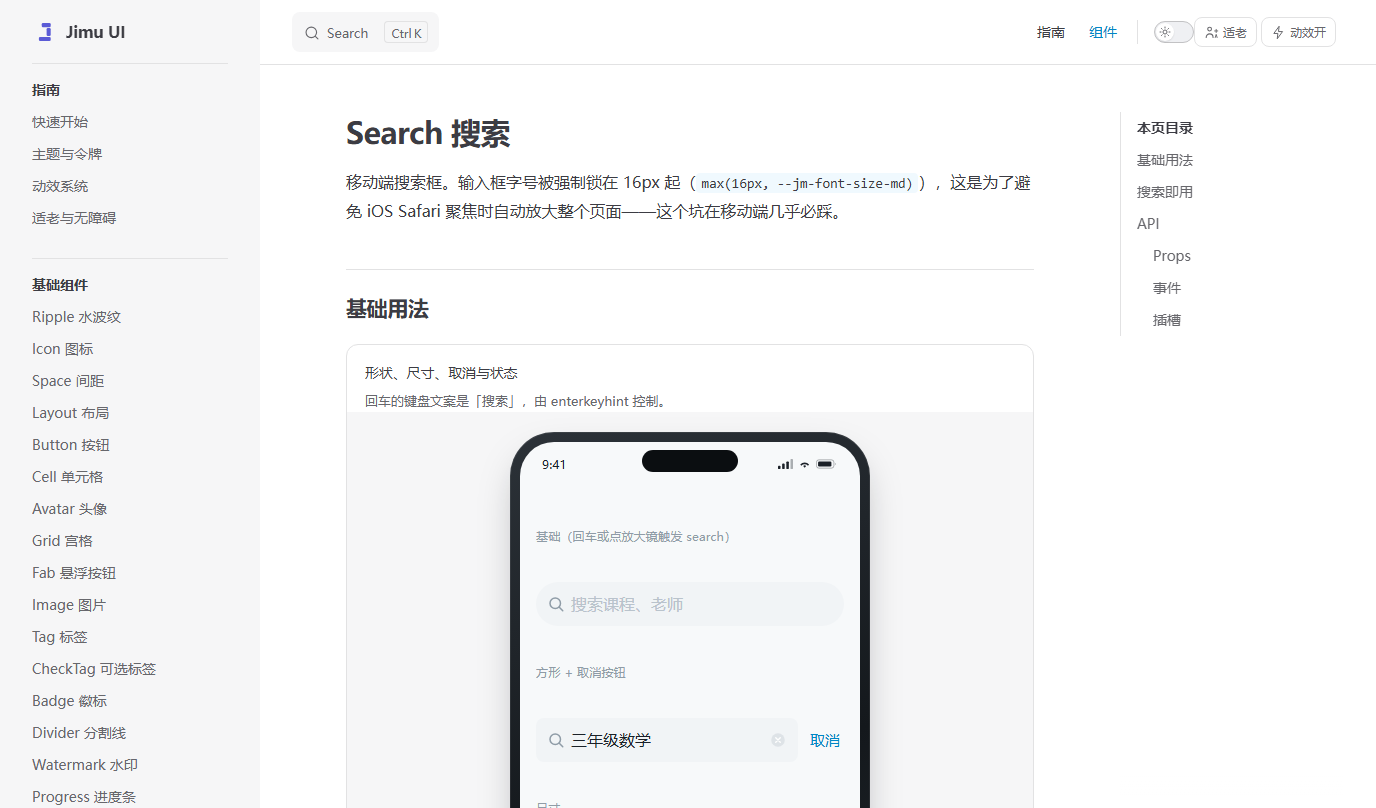 Jimu UI
Search Ctrl K
指南 组件 适老 动效开
指南
快速开始
主题与令牌
动效系统
适老与无障碍
基础组件
Ripple 水波纹
Icon 图标
Space 间距
Layout 布局
Button 按钮
Cell 单元格
Avatar 头像
Grid 宫格
Fab 悬浮按钮
Image 图片
Tag 标签
CheckTag 可选标签
Badge 徽标
Divider 分割线
Watermark 水印
Progress 进度条
Search 搜索
移动端搜索框。输入框字号被强制锁在 16px 起（ max(16px, --jm-font-size-md) ），这是为了避
免 iOS Safari 聚焦时自动放大整个页面——这个坑在移动端几乎必踩。
基础用法
形状、尺寸、取消与状态
回车的键盘文案是「搜索」，由 enterkeyhint 控制。
9:41
基础（回车或点放大镜触发 search）
搜索课程、老师
方形 + 取消按钮
三年级数学 取消
本页目录
基础用法
搜索即用
API
Props
事件
插槽